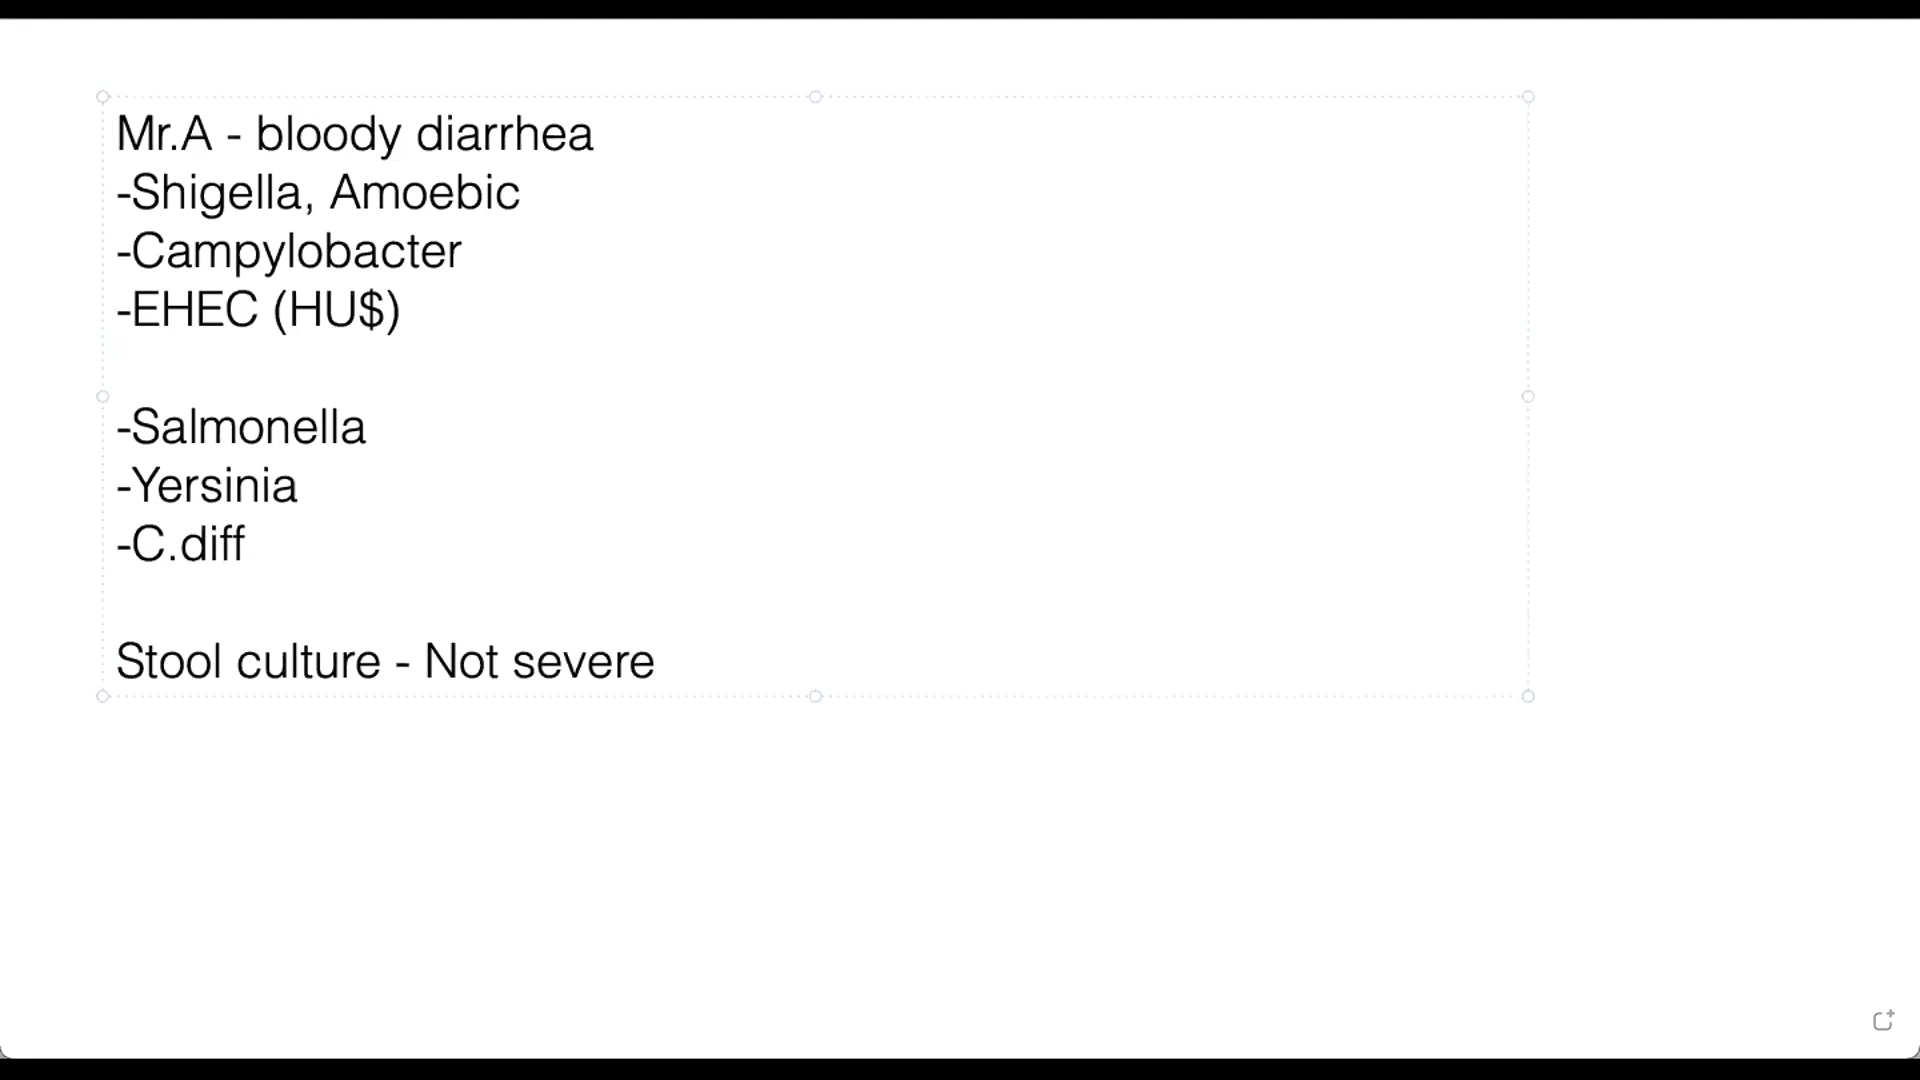 Mr.A - bloody diarrhea
-Shigella, Amoebic
-Campylobacter
-EHEC (HU$)
-Salmonella
-Yersinia
-C.diff
Stool culture - Not severe